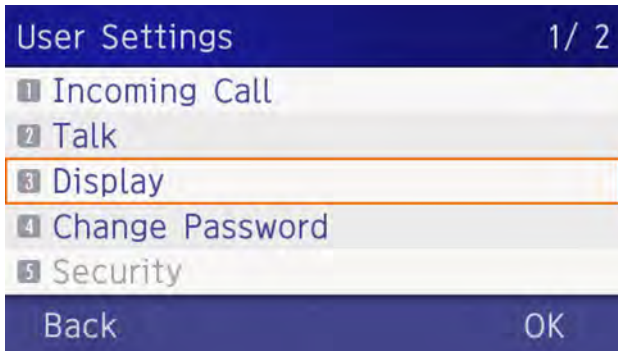 User Settings 1/ 2
1 Incoming Call
2 Talk
3 Display
4 Change Password
5 Security
Back OK